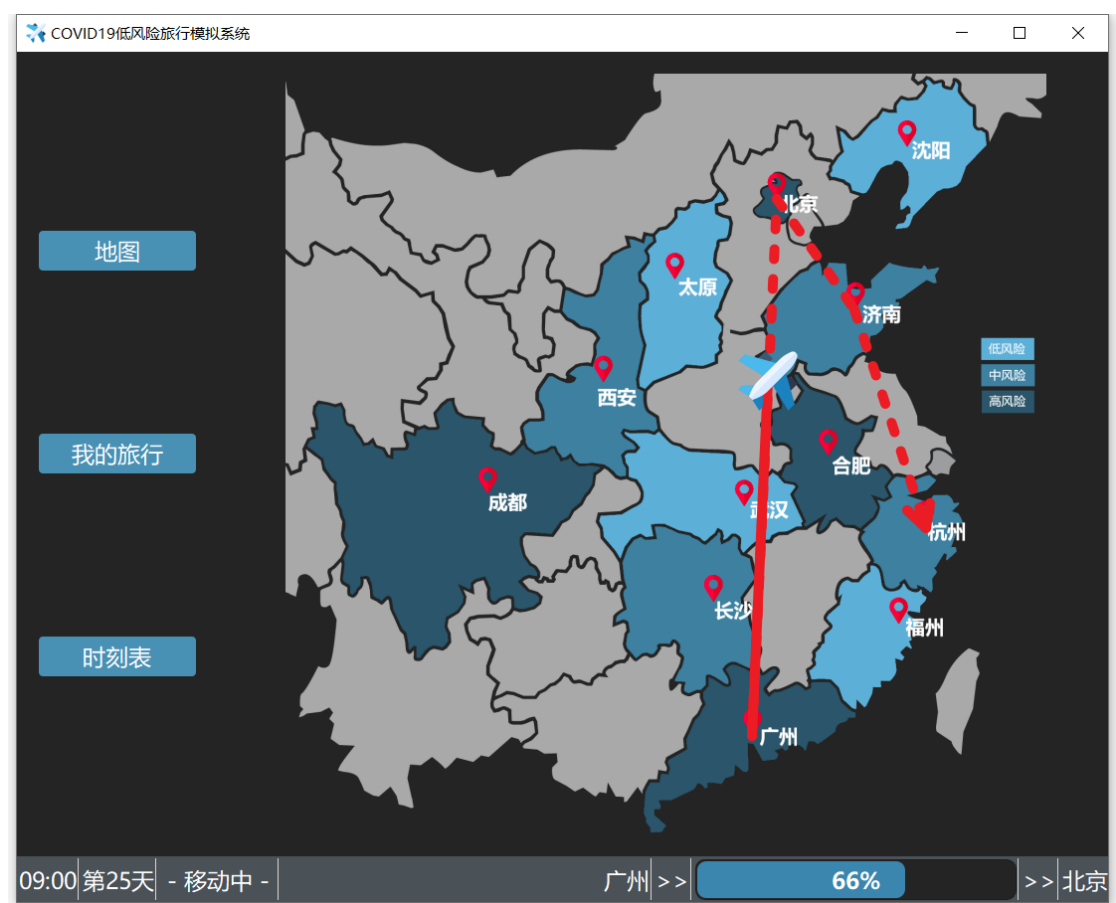 COVID19低风险旅行模拟系统
沈阳
北京
太原
济南
地图
低风险
中风险
西安
高风险
我的旅行
合肥
成都
武汉
杭州
长沙
福州
时刻表
广州
09:00 第25天 - 移动中 - 广州 >> 66% >> 北京